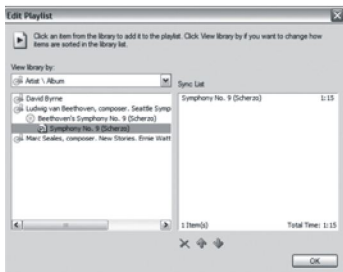 Edit Playlist
Click an item from the library to add it to the playlist. Click View library by if you want to change how
items are sorted in the library list.
View library by:
Artist \ Album
David Byrne
Ludwig van Beethoven, composer. Seattle Symp
Beethoven's Symphony No. 9 (Scherzo)
Symphony No. 9 (Scherzo)
Marc Seales, composer. New Stories. Ernie Watt
Sync List
Symphony No. 9 (Scherzo) 1:15
1 Item(s) Total Time: 1:15
OK